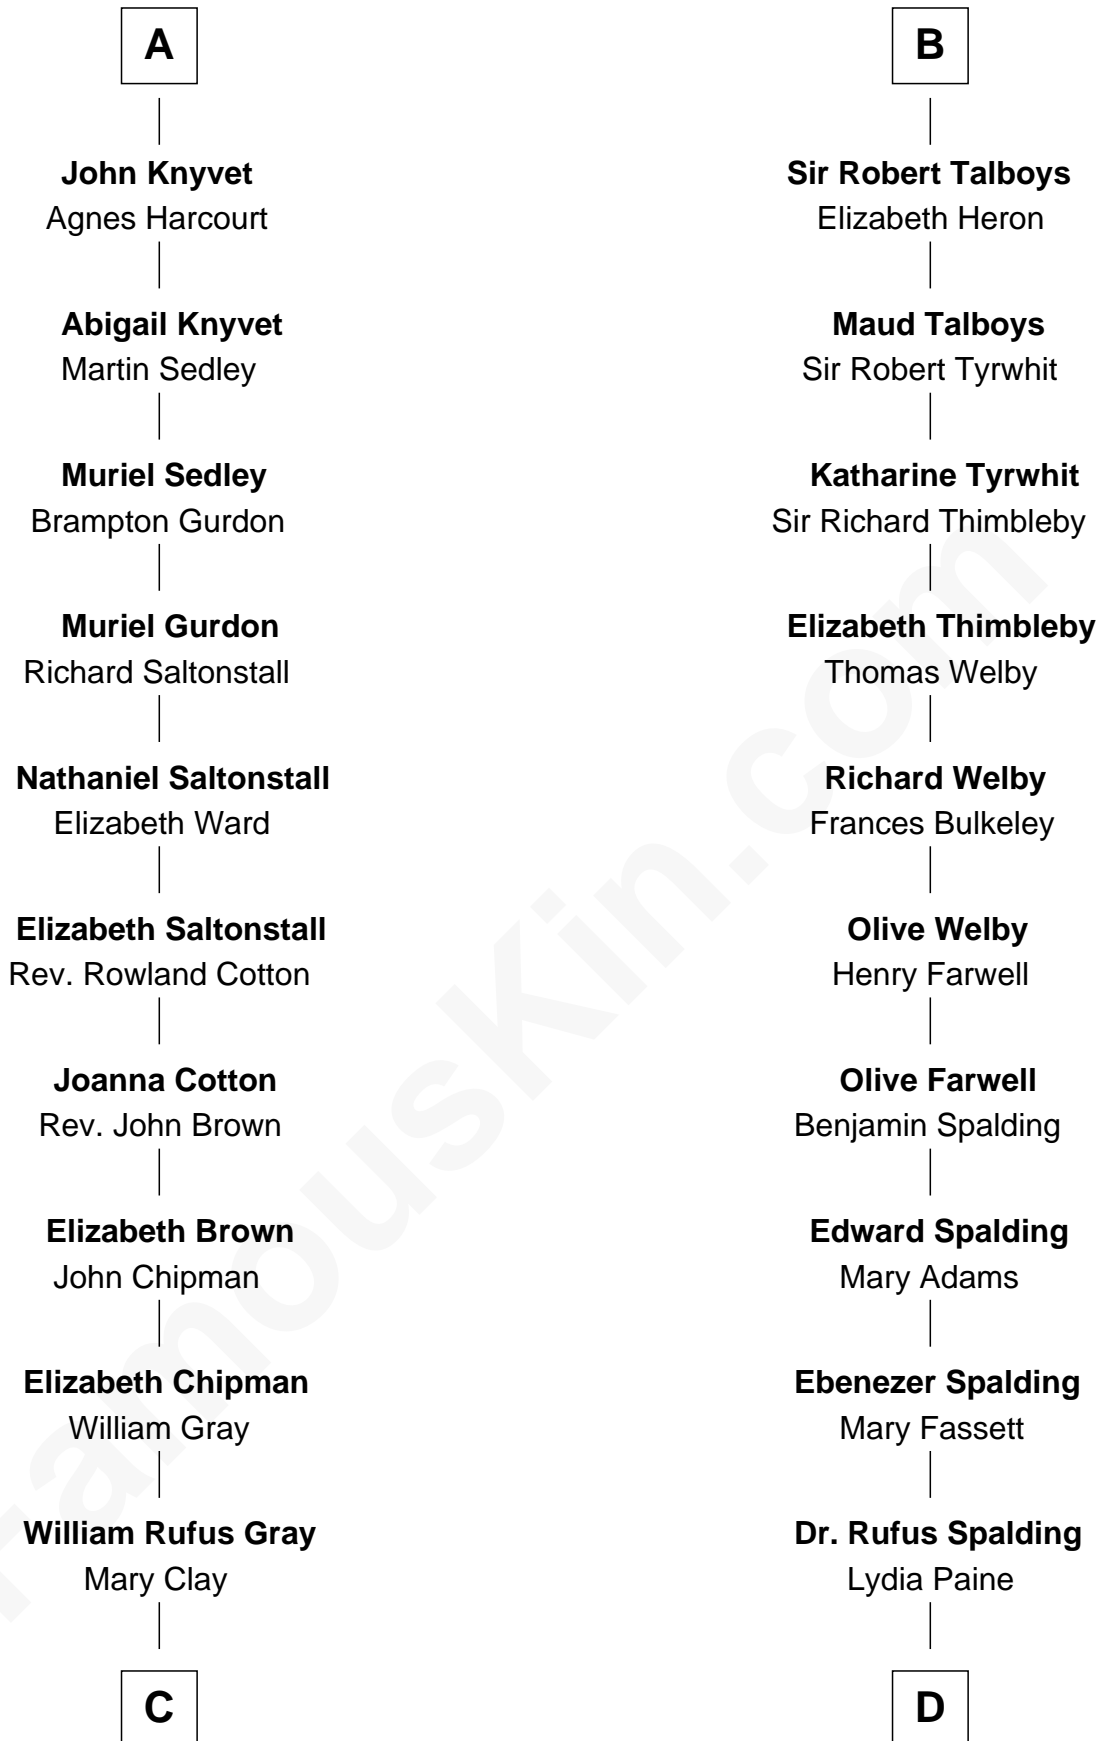 A
John Knyvet
Agnes Harcourt
Abigail Knyvet
Martin Sedley
Muriel Sedley
Brampton Gurdon
Muriel Gurdon
Richard Saltonstall
Nathaniel Saltonstall
Elizabeth Ward
Elizabeth Saltonstall
Rev. Rowland Cotton
Joanna Cotton
Rev. John Brown
Elizabeth Brown
John Chipman
Elizabeth Chipman
William Gray
William Rufus Gray
Mary Clay
C
B
Sir Robert Talboys
Elizabeth Heron
Maud Talboys
Sir Robert Tyrwhit
Katharine Tyrwhit
Sir Richard Thimbleby
Elizabeth Thimbleby
Thomas Welby
Richard Welby
Frances Bulkeley
Olive Welby
Henry Farwell
Olive Farwell
Benjamin Spalding
Edward Spalding
Mary Adams
Ebenezer Spalding
Mary Fassett
Dr. Rufus Spalding
Lydia Paine
D
FamousKin.com